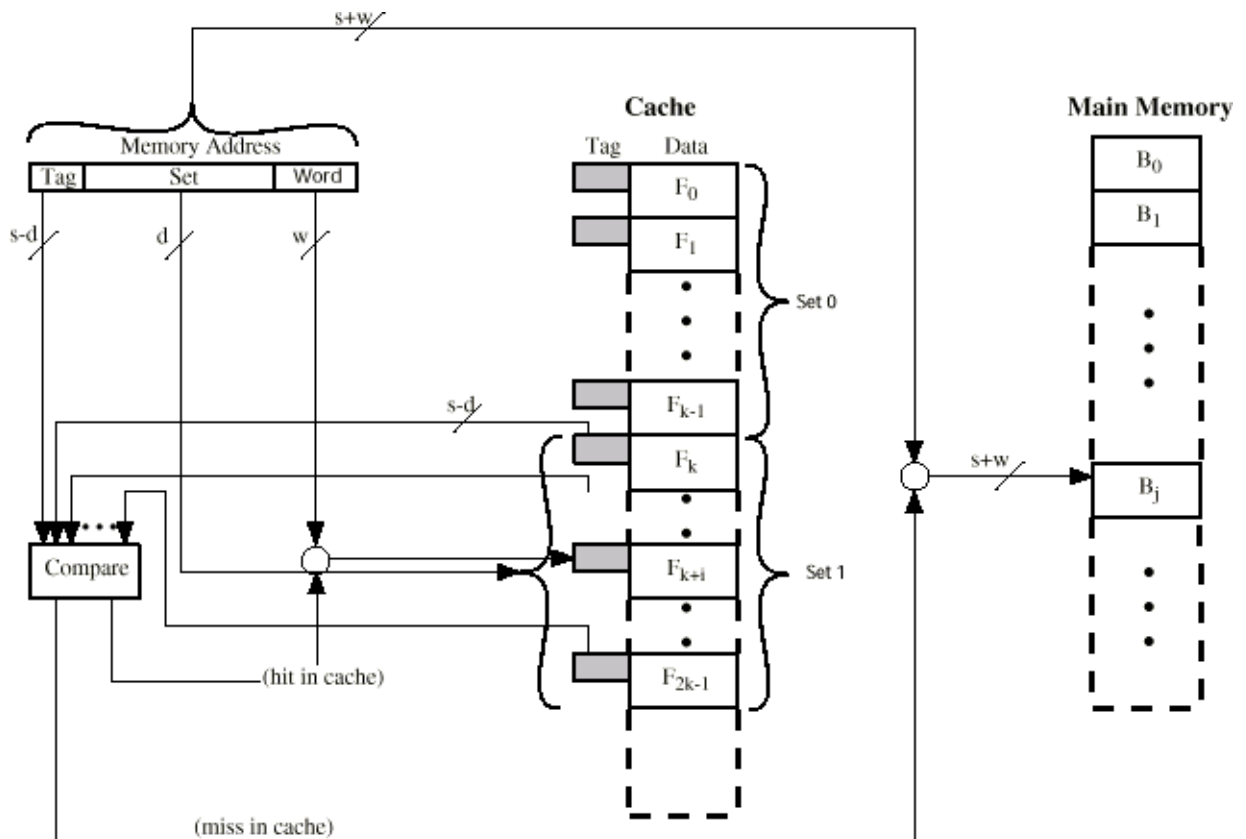 s+w
Cache
Main Memory
Memory Address
Tag Data
Tag Set Word
F0
B0
F1
B1
s-d d w
Set 0
s-d
Fk-1
Fk
s+w
Bj
Compare
Fk+i
Set 1
(hit in cache)
F2k-1
(miss in cache)